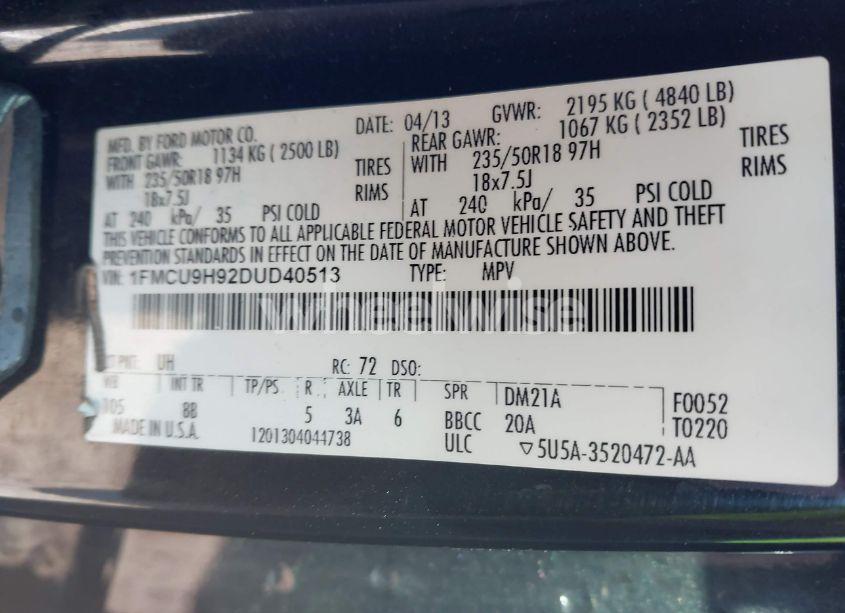 MFD. BY FORD MOTOR CO.
DATE: 04/13
GVWR: 2195 KG ( 4840 LB)
FRONT GAWR: 1134 KG ( 2500 LB)
REAR GAWR: 1067 KG ( 2352 LB)
WITH 235/50R18 97H TIRES
WITH 235/50R18 97H TIRES
18x7.5J RIMS
18x7.5J RIMS
AT 240 kPa/ 35 PSI COLD
AT 240 kPa/ 35 PSI COLD
THIS VEHICLE CONFORMS TO ALL APPLICABLE FEDERAL MOTOR VEHICLE SAFETY AND THEFT
PREVENTION STANDARDS IN EFFECT ON THE DATE OF MANUFACTURE SHOWN ABOVE.
VIN: 1FMCU9H92DUD40513
TYPE: MPV
wheelwise
PNT: UH
RC: 72 DSO:
WB INT TR TP/PS R AXLE TR SPR DM21A F0052
105 8B 5 3A 6 BBCC 20A T0220
MADE IN U.S.A. 1201304044738 ULC ▽5U5A-3520472-AA